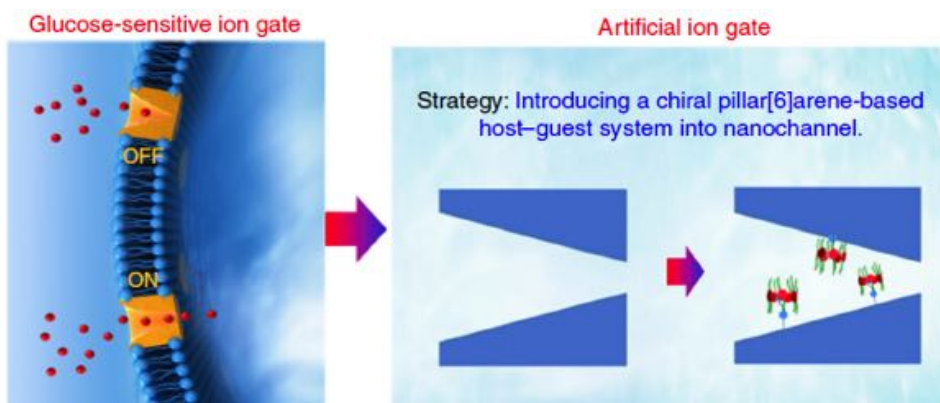 Glucose-sensitive ion gate
OFF
ON
Artificial ion gate
Strategy: Introducing a chiral pillar[6]arene-based
host–guest system into nanochannel.